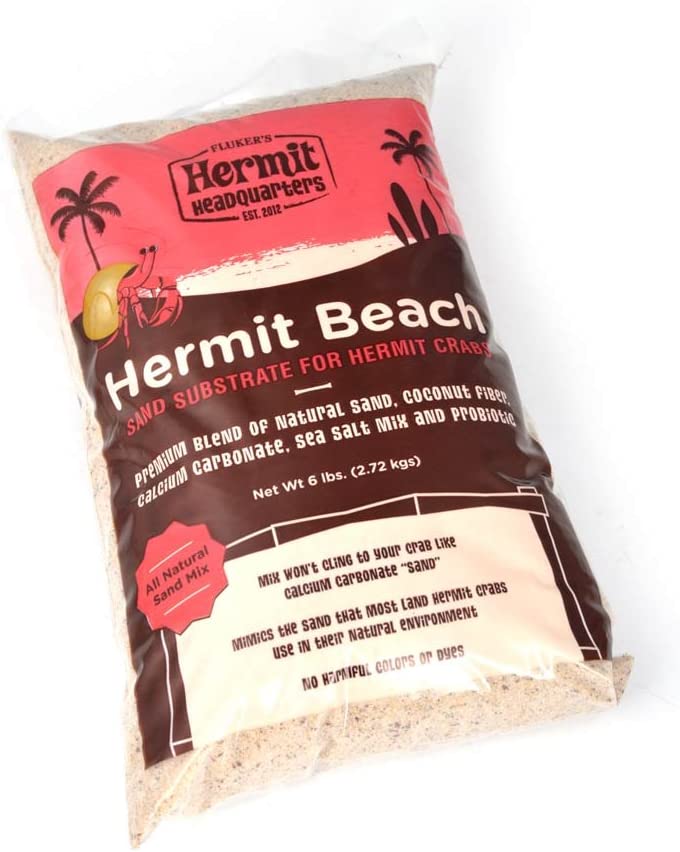 FLUKER'S
Hermit
HEADQUARTERS
EST. 2012
Hermit Beach
SAND SUBSTRATE FOR HERMIT CRABS
PREMIUM BLEND OF NATURAL SAND, COCONUT FIBER,
CALCIUM CARBONATE, SEA SALT MIX AND PROBIOTIC
Net Wt 6 lbs. (2.72 kgs)
All Natural
Sand Mix
MIX WON'T CLING TO YOUR CRAB LIKE
CALCIUM CARBONATE "SAND"
MIMICS THE SAND THAT MOST LAND HERMIT CRABS
USE IN THEIR NATURAL ENVIRONMENT
NO HARMFUL COLORS OR DYES